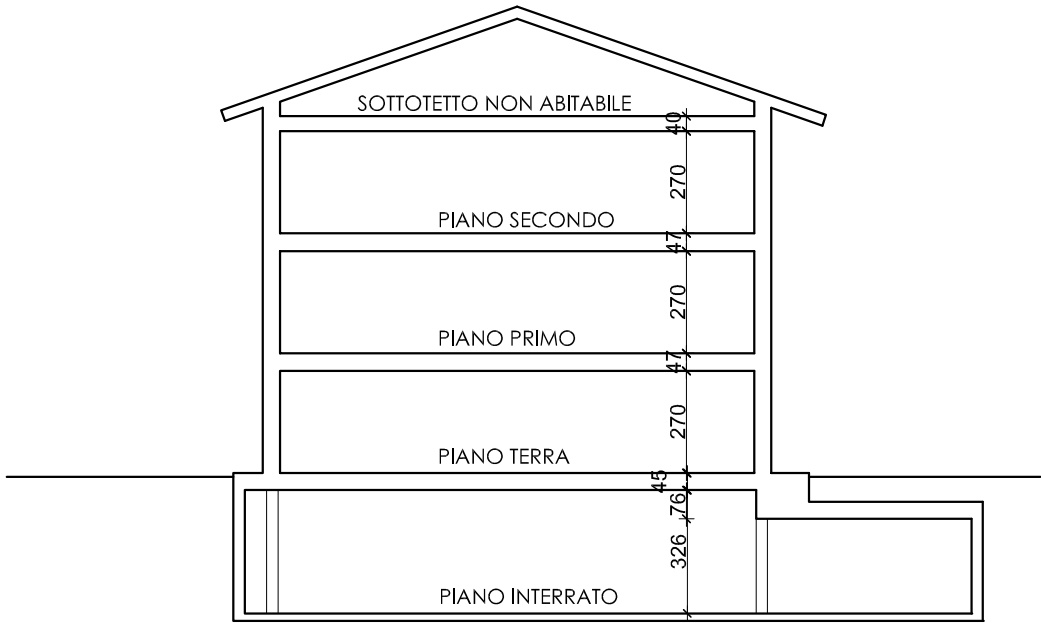 SOTTOTETTO NON ABITABILE
40
270
PIANO SECONDO
47
270
PIANO PRIMO
47
270
PIANO TERRA
45
76
326
PIANO INTERRATO